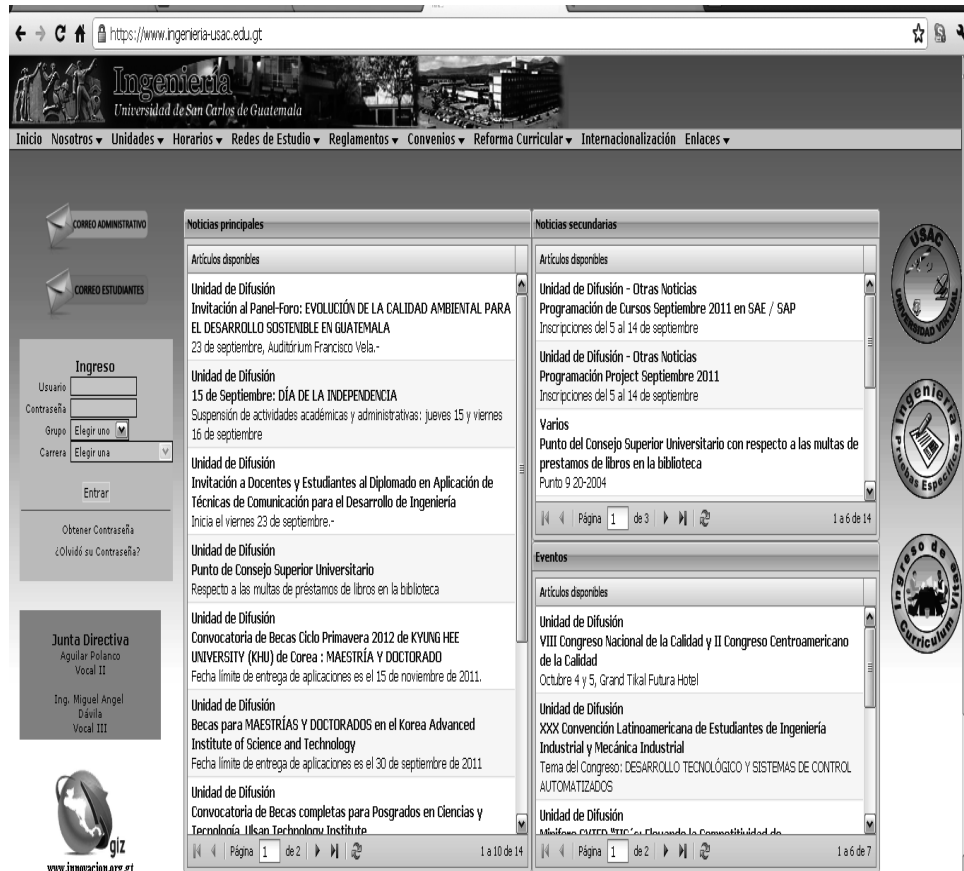 https://www.ingenieria-usac.edu.gt
Ingeniería
Universidad de San Carlos de Guatemala
Inicio Nosotros Unidades Horarios Redes de Estudio Reglamentos Convenios Reforma Curricular Internacionalización Enlaces
CORREO ADMINISTRATIVO
CORREO ESTUDIANTES
Ingreso
Usuario
Contraseña
Grupo Elegir uno
Carrera Elegir una
Entrar
Obtener Contraseña
¿Olvidó su Contraseña?
Junta Directiva
Aguilar Polanco
Vocal II
Ing. Miguel Angel
Dávila
Vocal III
giz
www.innovacion.org.gt
Noticias principales
Artículos disponibles
Unidad de Difusión
Invitación al Panel-Foro: EVOLUCIÓN DE LA CALIDAD AMBIENTAL PARA
EL DESARROLLO SOSTENIBLE EN GUATEMALA
23 de septiembre, Auditórium Francisco Vela.-
Unidad de Difusión
15 de Septiembre: DÍA DE LA INDEPENDENCIA
Suspensión de actividades académicas y administrativas: jueves 15 y viernes
16 de septiembre
Unidad de Difusión
Invitación a Docentes y Estudiantes al Diplomado en Aplicación de
Técnicas de Comunicación para el Desarrollo de Ingeniería
Inicia el viernes 23 de septiembre.-
Unidad de Difusión
Punto de Consejo Superior Universitario
Respecto a las multas de préstamos de libros en la biblioteca
Unidad de Difusión
Convocatoria de Becas Ciclo Primavera 2012 de KYUNG HEE
UNIVERSITY (KHU) de Corea : MAESTRÍA Y DOCTORADO
Fecha límite de entrega de aplicaciones es el 15 de noviembre de 2011.
Unidad de Difusión
Becas para MAESTRÍAS Y DOCTORADOS en el Korea Advanced
Institute of Science and Technology
Fecha límite de entrega de aplicaciones es el 30 de septiembre de 2011
Unidad de Difusión
Convocatoria de Becas completas para Posgrados en Ciencias y
Tecnología, Ulsan Technology Institute
Página 1 de 2 1 a 10 de 14
Noticias secundarias
Artículos disponibles
Unidad de Difusión - Otras Noticias
Programación de Cursos Septiembre 2011 en SAE / SAP
Inscripciones del 5 al 14 de septiembre
Unidad de Difusión - Otras Noticias
Programación Project Septiembre 2011
Inscripciones del 5 al 14 de septiembre
Varios
Punto del Consejo Superior Universitario con respecto a las multas de
prestamos de libros en la biblioteca
Punto 9 20-2004
Página 1 de 3 1 a 6 de 14
Eventos
Artículos disponibles
Unidad de Difusión
VIII Congreso Nacional de la Calidad y II Congreso Centroamericano
de la Calidad
Octubre 4 y 5, Grand Tikal Futura Hotel
Unidad de Difusión
XXX Convención Latinoamericana de Estudiantes de Ingeniería
Industrial y Mecánica Industrial
Tema del Congreso: DESARROLLO TECNOLÓGICO Y SISTEMAS DE CONTROL
AUTOMATIZADOS
Unidad de Difusión
Página 1 de 2 1 a 6 de 7
USAC
UNIVERSIDAD VIRTUAL
Ingeniería
Pruebas Específicas
Ingreso de
Curriculum Vitae